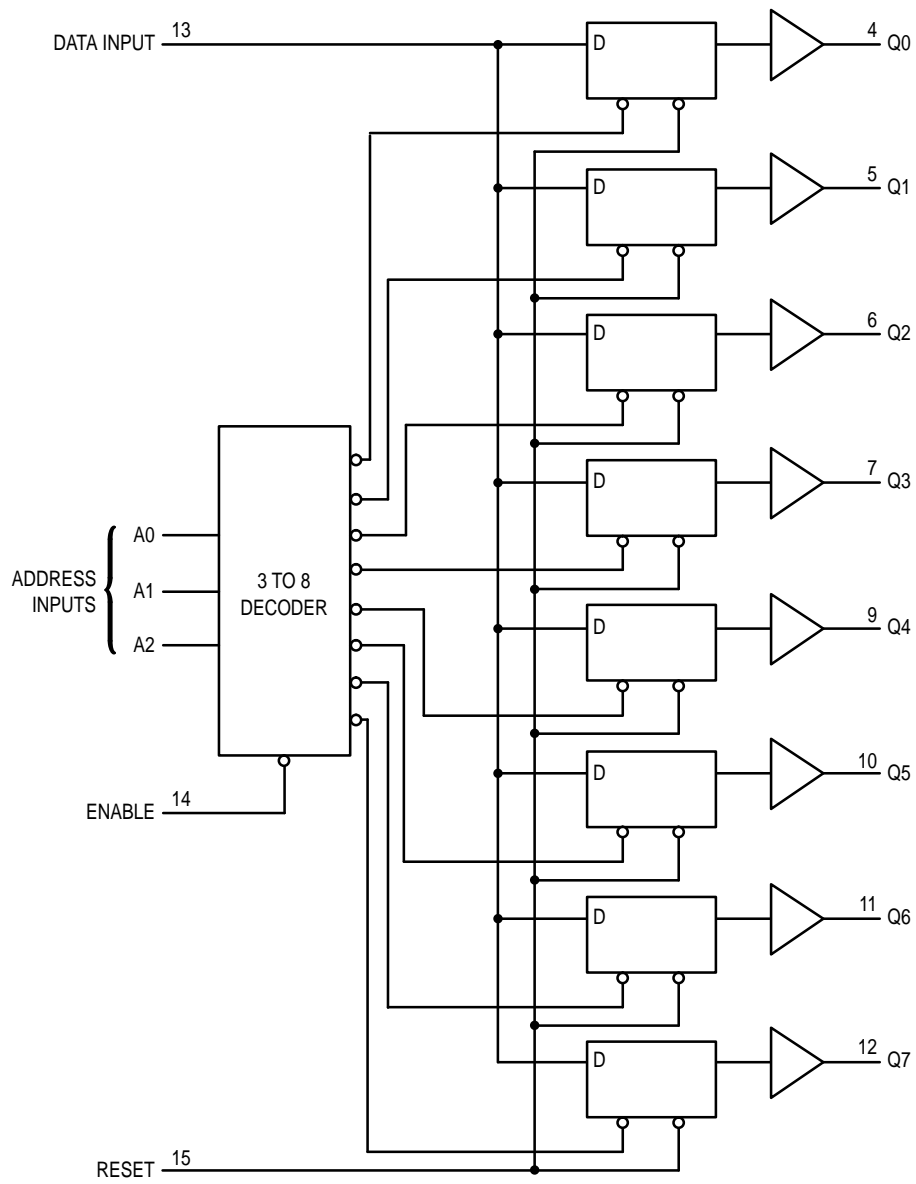 DATA INPUT 13
D 4 Q0
D 5 Q1
D 6 Q2
D 7 Q3
ADDRESS
INPUTS
A0
A1
A2
3 TO 8
DECODER
D 9 Q4
D 10 Q5
ENABLE 14
D 11 Q6
D 12 Q7
RESET 15